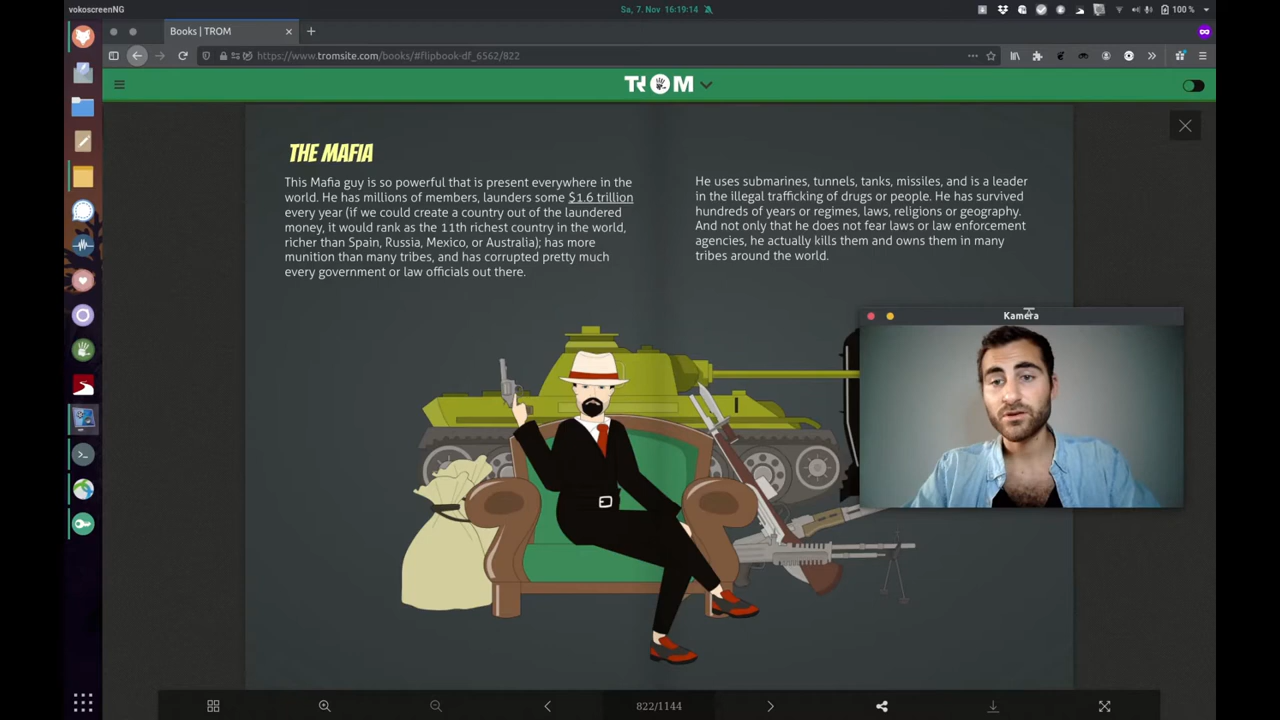 vokoscreenNG
Sa, 7. Nov 16:19:14
100 %
Books | TROM
https://www.tromsite.com/books/#flipbook-df_6562/822
TROM
THE MAFIA
This Mafia guy is so powerful that is present everywhere in the
world. He has millions of members, launders some $1.6 trillion
every year (if we could create a country out of the laundered
money, it would rank as the 11th richest country in the world,
richer than Spain, Russia, Mexico, or Australia); has more
munition than many tribes, and has corrupted pretty much
every government or law officials out there.
He uses submarines, tunnels, tanks, missiles, and is a leader
in the illegal trafficking of drugs or people. He has survived
hundreds of years or regimes, laws, religions or geography.
And not only that he does not fear laws or law enforcement
agencies, he actually kills them and owns them in many
tribes around the world.
Kamera
822/1144